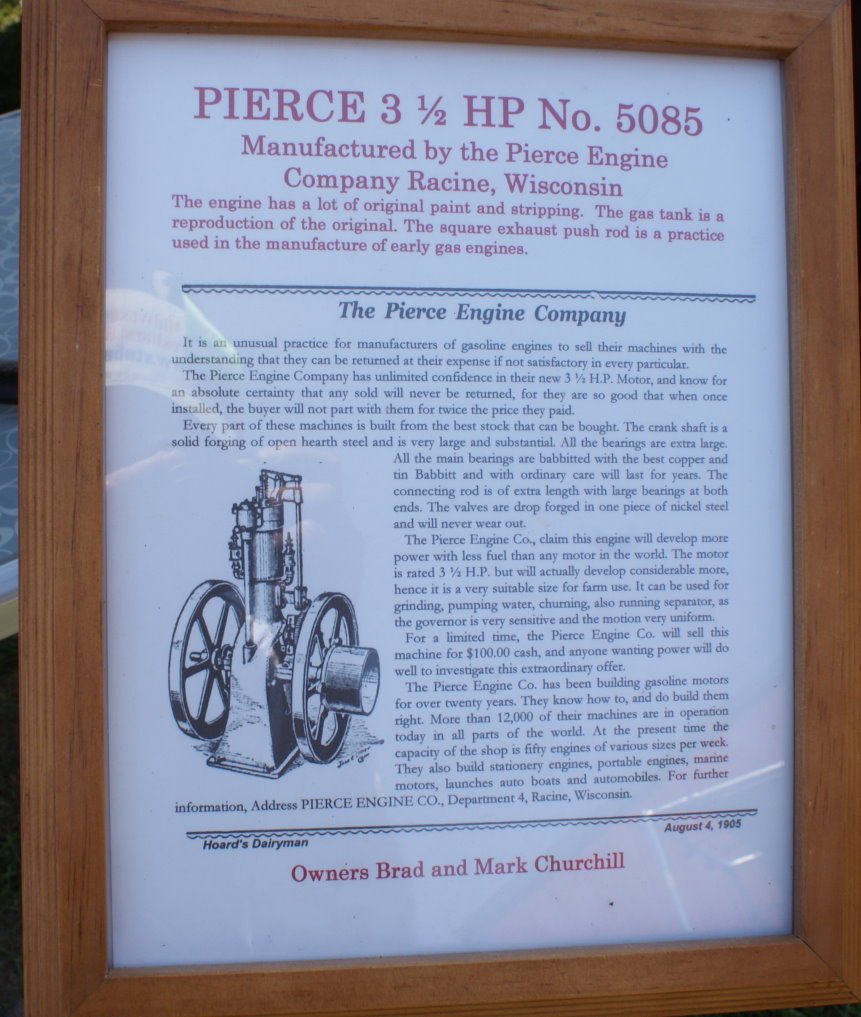 PIERCE 3 ½ HP No. 5085
Manufactured by the Pierce Engine
Company Racine, Wisconsin
The engine has a lot of original paint and stripping. The gas tank is a
reproduction of the original. The square exhaust push rod is a practice
used in the manufacture of early gas engines.
The Pierce Engine Company
It is an unusual practice for manufacturers of gasoline engines to sell their machines with the
understanding that they can be returned at their expense if not satisfactory in every particular.
The Pierce Engine Company has unlimited confidence in their new 3 ½ H.P. Motor, and know for
an absolute certainty that any sold will never be returned, for they are so good that when once
installed, the buyer will not part with them for twice the price they paid.
Every part of these machines is built from the best stock that can be bought. The crank shaft is a
solid forging of open hearth steel and is very large and substantial. All the bearings are extra large.
All the main bearings are babbitted with the best copper and
tin Babbitt and with ordinary care will last for years. The
connecting rod is of extra length with large bearings at both
ends. The valves are drop forged in one piece of nickel steel
and will never wear out.
The Pierce Engine Co., claim this engine will develop more
power with less fuel than any motor in the world. The motor
is rated 3 ½ H.P. but will actually develop considerable more,
hence it is a very suitable size for farm use. It can be used for
grinding, pumping water, churning, also running separator, as
the governor is very sensitive and the motion very uniform.
For a limited time, the Pierce Engine Co. will sell this
machine for $100.00 cash, and anyone wanting power will do
well to investigate this extraordinary offer.
The Pierce Engine Co. has been building gasoline motors
for over twenty years. They know how to, and do build them
right. More than 12,000 of their machines are in operation
today in all parts of the world. At the present time the
capacity of the shop is fifty engines of various sizes per week.
They also build stationery engines, portable engines, marine
motors, launches auto boats and automobiles. For further
information, Address PIERCE ENGINE CO., Department 4, Racine, Wisconsin.
Hoard's Dairyman
August 4, 1905
Owners Brad and Mark Churchill